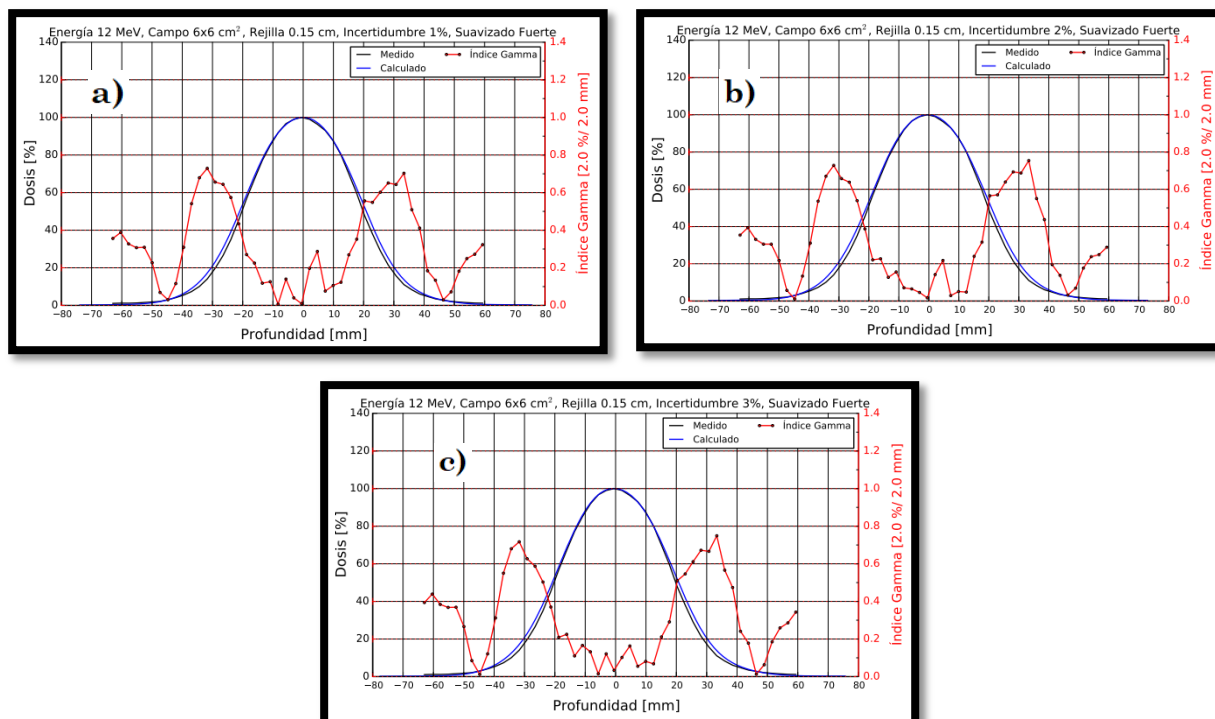 Energía 12 MeV, Campo 6x6 cm², Rejilla 0.15 cm, Incertidumbre 1%, Suavizado Fuerte
a)
Medido
Calculado
Índice Gamma
Dosis [%]
140
120
100
80
60
40
20
0
1.4
1.2
1.0
0.8
0.6
0.4
0.2
0.0
Índice Gamma [2.0 %/ 2.0 mm]
−80 −70 −60 −50 −40 −30 −20 −10 0 10 20 30 40 50 60 70 80
Profundidad [mm]
Energía 12 MeV, Campo 6x6 cm², Rejilla 0.15 cm, Incertidumbre 2%, Suavizado Fuerte
b)
Medido
Calculado
Índice Gamma
Dosis [%]
140
120
100
80
60
40
20
0
1.4
1.2
1.0
0.8
0.6
0.4
0.2
0.0
Índice Gamma [2.0 %/ 2.0 mm]
−80 −70 −60 −50 −40 −30 −20 −10 0 10 20 30 40 50 60 70 80
Profundidad [mm]
Energía 12 MeV, Campo 6x6 cm², Rejilla 0.15 cm, Incertidumbre 3%, Suavizado Fuerte
c)
Medido
Calculado
Índice Gamma
Dosis [%]
140
120
100
80
60
40
20
0
1.4
1.2
1.0
0.8
0.6
0.4
0.2
0.0
Índice Gamma [2.0 %/ 2.0 mm]
−80 −70 −60 −50 −40 −30 −20 −10 0 10 20 30 40 50 60 70 80
Profundidad [mm]